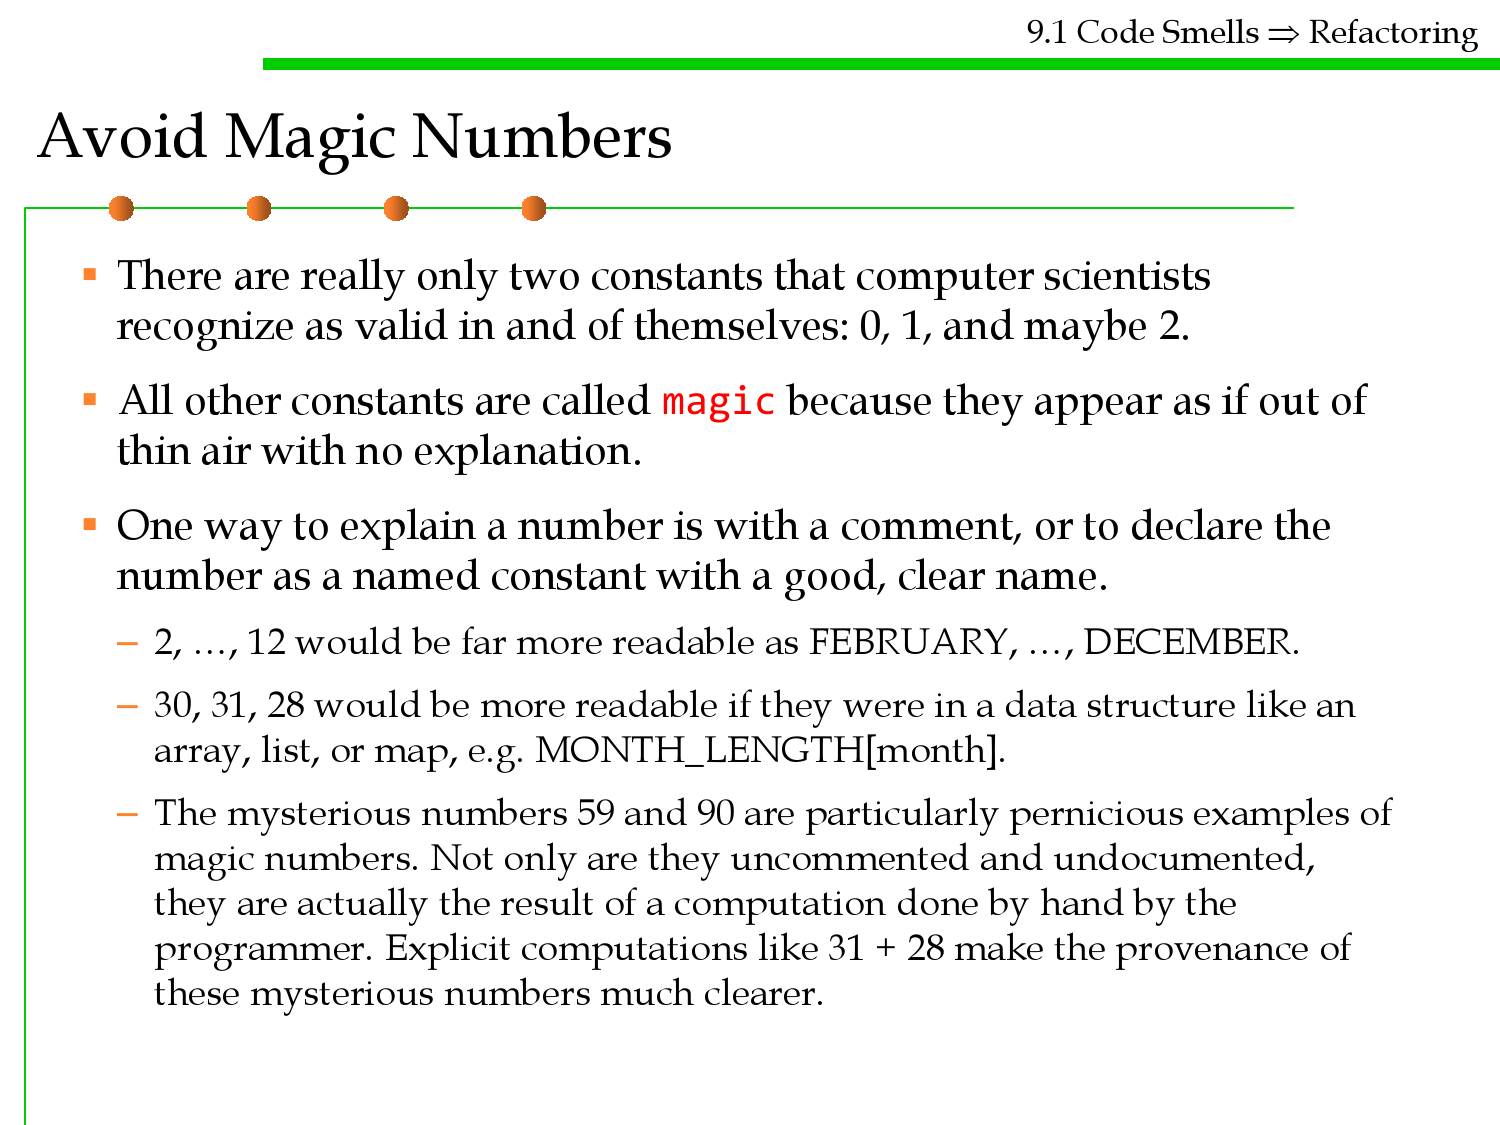 9.1 Code Smells ⇒ Refactoring
Avoid Magic Numbers
▪ There are really only two constants that computer scientists
recognize as valid in and of themselves: 0, 1, and maybe 2.
▪ All other constants are called magic because they appear as if out of
thin air with no explanation.
▪ One way to explain a number is with a comment, or to declare the
number as a named constant with a good, clear name.
– 2, …, 12 would be far more readable as FEBRUARY, …, DECEMBER.
– 30, 31, 28 would be more readable if they were in a data structure like an
array, list, or map, e.g. MONTH_LENGTH[month].
– The mysterious numbers 59 and 90 are particularly pernicious examples of
magic numbers. Not only are they uncommented and undocumented,
they are actually the result of a computation done by hand by the
programmer. Explicit computations like 31 + 28 make the provenance of
these mysterious numbers much clearer.